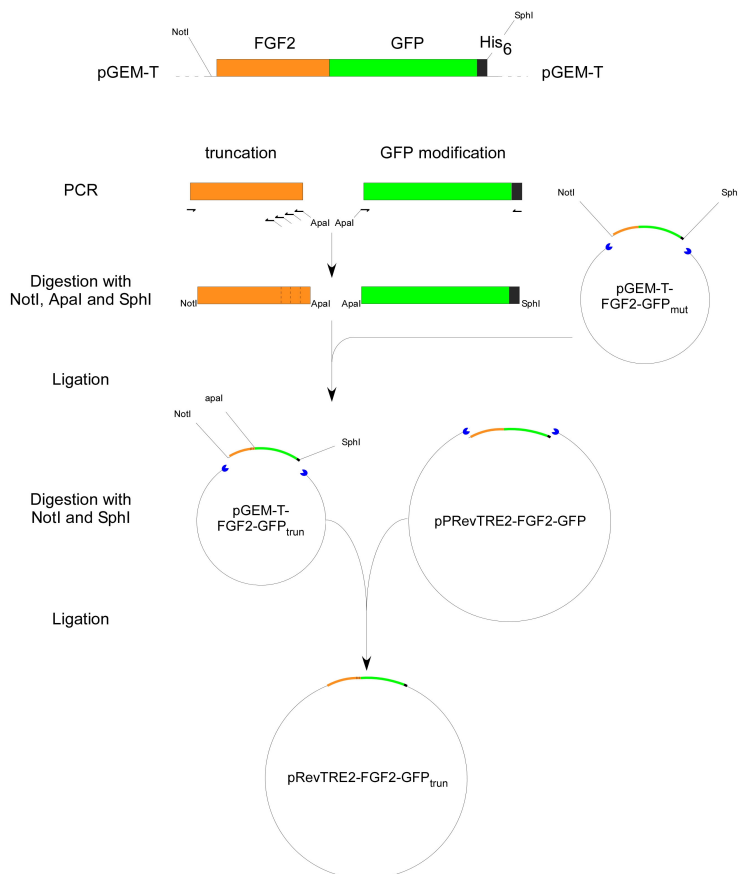 SphI
NotI
FGF2
GFP
His6
pGEM-T
pGEM-T
truncation
GFP modification
PCR
NotI
Sph
ApaI
ApaI
Digestion with
NotI, ApaI and SphI
NotI
ApaI
ApaI
SphI
pGEM-T-
FGF2-GFPmut
Ligation
apaI
NotI
SphI
Digestion with
NotI and SphI
pGEM-T-
FGF2-GFPtrun
pPRevTRE2-FGF2-GFP
Ligation
pRevTRE2-FGF2-GFPtrun